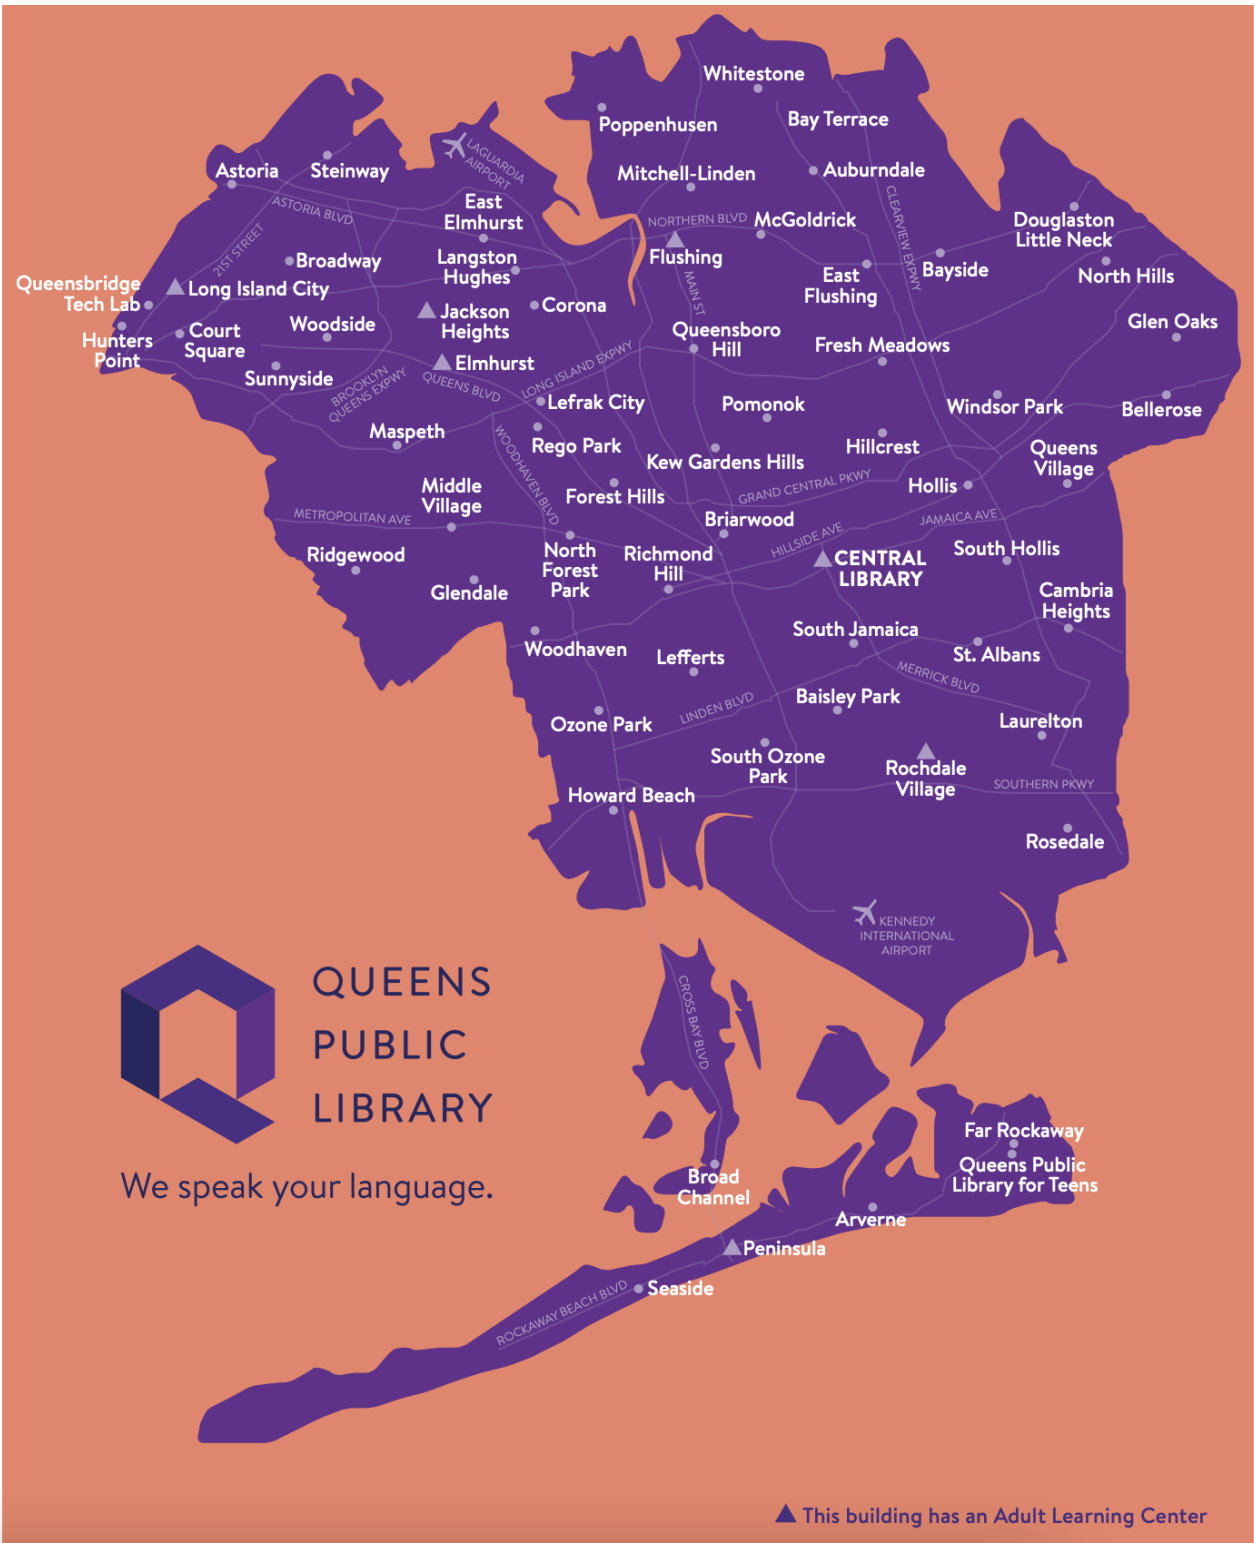 Whitestone
Poppenhusen
Bay Terrace
LAGUARDIA
AIRPORT
Astoria
Steinway
Mitchell-Linden
Auburndale
ASTORIA BLVD
East
Elmhurst
NORTHERN BLVD
McGoldrick
CLEARVIEW EXPWY
Douglaston
Little Neck
21ST STREET
Broadway
Langston
Hughes
Flushing
East
Flushing
Bayside
North Hills
Queensbridge
Tech Lab
Long Island City
Jackson
Heights
Corona
MAIN ST
Hunters
Point
Court
Square
Woodside
Queensboro
Hill
Fresh Meadows
Glen Oaks
Sunnyside
Elmhurst
BROOKLYN
QUEENS EXPWY
QUEENS BLVD
LONG ISLAND EXPWY
Lefrak City
Pomonok
Windsor Park
Bellerose
Maspeth
WOODHAVEN BLVD
Rego Park
Kew Gardens Hills
Hillcrest
Queens
Village
Middle
Village
Forest Hills
GRAND CENTRAL PKWY
Hollis
METROPOLITAN AVE
Briarwood
HILLSIDE AVE
JAMAICA AVE
Ridgewood
Glendale
North
Forest
Park
Richmond
Hill
CENTRAL
LIBRARY
South Hollis
Cambria
Heights
Woodhaven
Lefferts
South Jamaica
St. Albans
MERRICK BLVD
Ozone Park
LINDEN BLVD
Baisley Park
Laurelton
South Ozone
Park
Rochdale
Village
SOUTHERN PKWY
Howard Beach
Rosedale
KENNEDY
INTERNATIONAL
AIRPORT
QUEENS
PUBLIC
LIBRARY
We speak your language.
CROSS BAY BLVD
Broad
Channel
Far Rockaway
Queens Public
Library for Teens
Arverne
Peninsula
Seaside
ROCKAWAY BEACH BLVD
This building has an Adult Learning Center